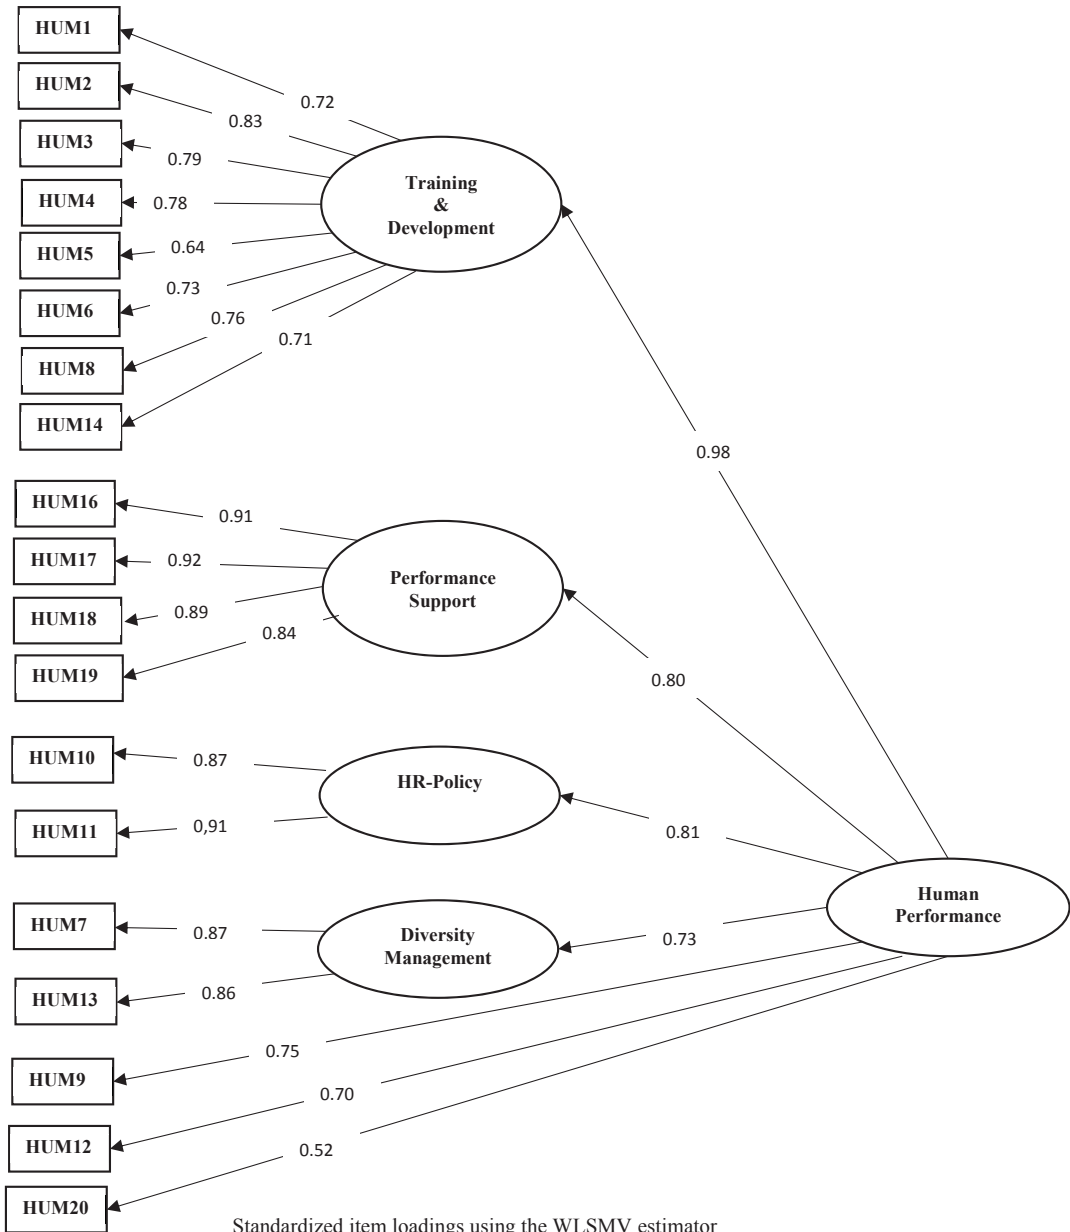 HUM1
0.72
HUM2
0.83
HUM3
0.79
HUM4
0.78
HUM5
0.64
HUM6
0.73
HUM8
0.76
HUM14
0.71
Training
&
Development
0.98
HUM16
0.91
HUM17
0.92
HUM18
0.89
HUM19
0.84
Performance
Support
0.80
HUM10
0.87
HUM11
0,91
HR-Policy
0.81
HUM7
0.87
HUM13
0.86
Diversity
Management
0.73
Human
Performance
HUM9
0.75
HUM12
0.70
HUM20
0.52
Standardized item loadings using the WLSMV estimator